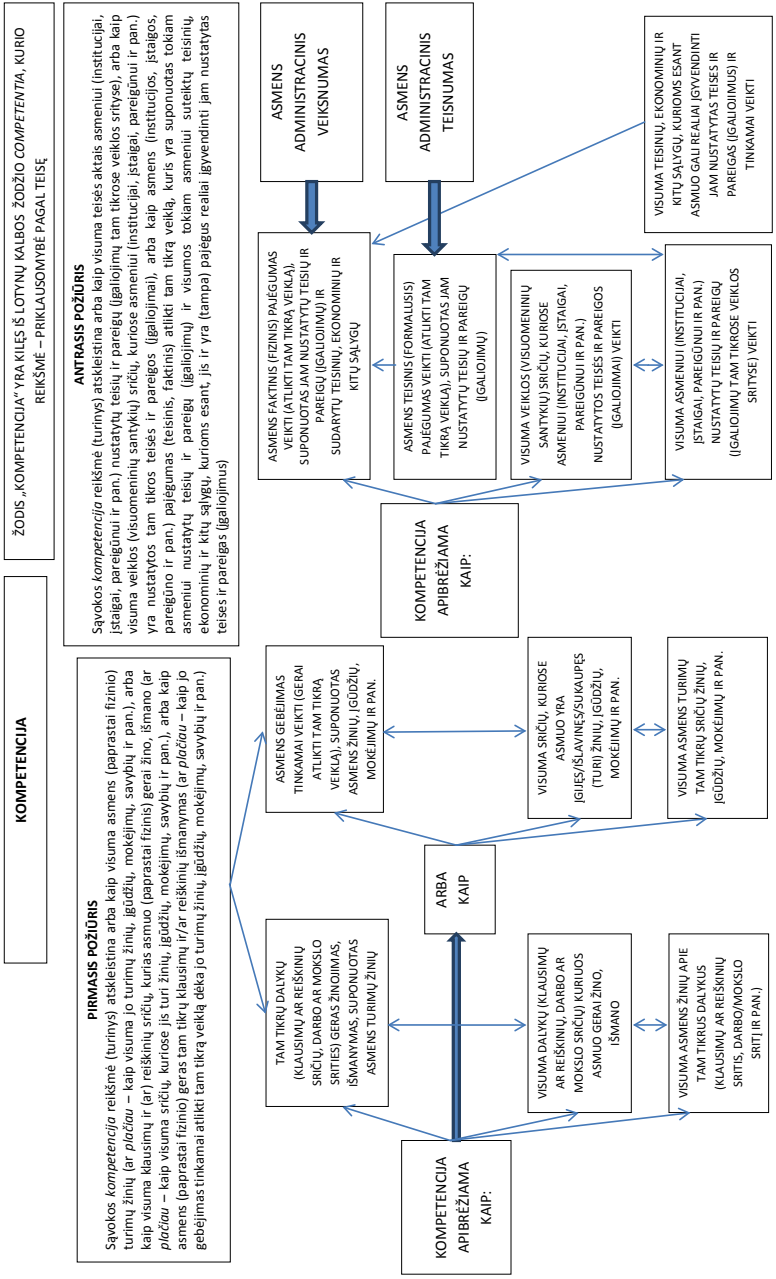 KOMPETENCIJA
ŽODIS „KOMPETENCIJA" YRA KILĘS IŠ LOTYNŲ KALBOS ŽODŽIO COMPETENTIA, KURIO
REIKŠMĖ – PRIKLAUSOMYBĖ PAGAL TEISĘ
PIRMASIS POŽIŪRIS
Sąvokos kompetencija reikšmė (turinys) atskleistina arba kaip visuma asmens (paprastai fizinio)
turimų žinių (ar plačiau – kaip visuma jo turimų žinių, įgūdžių, mokėjimų, savybių ir pan.), arba
kaip visuma klausimų ir (ar) reiškinių sričių, kurias asmuo (paprastai fizinis) gerai žino, išmano (ar
plačiau – kaip visuma sričių, kuriose jis turi žinių, įgūdžių, mokėjimų, savybių ir pan.), arba kaip
asmens (paprastai fizinio) geras tam tikrų klausimų ir/ar reiškinių išmanymas (ar plačiau – kaip jo
gebėjimas tinkamai atlikti tam tikrą veiklą dėka jo turimų žinių, įgūdžių, mokėjimų, savybių ir pan.)
ANTRASIS POŽIŪRIS
Sąvokos kompetencija reikšmė (turinys) atskleistina arba kaip visuma teisės aktais asmeniui (institucijai,
įstaigai, pareigūnui ir pan.) nustatytų teisių ir pareigų (įgaliojimų tam tikrose veiklos srityse), arba kaip
visuma veiklos (visuomeninių santykių) sričių, kuriose asmeniui (institucijai, įstaigai, pareigūnui ir pan.)
yra nustatytos tam tikros teisės ir pareigos (įgaliojimai), arba kaip asmens (institucijos, įstaigos,
pareigūno ir pan.) pajėgumas (teisinis, faktinis) atlikti tam tikrą veiklą, kuris yra suponuotas tokiam
asmeniui nustatytų teisių ir pareigų (įgaliojimų) ir visumos tokiam asmeniui suteiktų teisinių,
ekonominių ir kitų sąlygų, kurioms esant, jis ir yra (tampa) pajėgus realiai įgyvendinti jam nustatytas
teises ir pareigas (įgaliojimus)
KOMPETENCIJA
APIBRĖŽIAMA
KAIP:
TAM TIKRŲ DALYKŲ
(KLAUSIMŲ AR REIŠKINIŲ
SRIČIŲ, DARBO AR MOKSLO
SRITIES) GERAS ŽINOJIMAS,
IŠMANYMAS, SUPONUOTAS
ASMENS TURIMŲ ŽINIŲ
VISUMA DALYKŲ (KLAUSIMŲ
AR REIŠKINIŲ, DARBO AR
MOKSLO SRIČIŲ) KURIUOS
ASMUO GERAI ŽINO,
IŠMANO
VISUMA ASMENS ŽINIŲ APIE
TAM TIKRUS DALYKUS
(KLAUSIMŲ AR REIŠKINIŲ
SRITIS, DARBO/MOKSLO
SRITĮ IR PAN.)
ARBA
KAIP
ASMENS GEBĖJIMAS
TINKAMAI VEIKTI (GERAI
ATLIKTI TAM TIKRĄ
VEIKLĄ), SUPONUOTAS
ASMENS ŽINIŲ, ĮGŪDŽIŲ,
MOKĖJIMŲ IR PAN.
VISUMA SRIČIŲ, KURIOSE
ASMUO YRA
ĮGIJĘS/IŠLAVINĘS/SUKAUPĘS
(TURI) ŽINIŲ, ĮGŪDŽIŲ,
MOKĖJIMŲ IR PAN.
VISUMA ASMENS TURIMŲ
TAM TIKRŲ SRIČIŲ ŽINIŲ,
ĮGŪDŽIŲ, MOKĖJIMŲ IR PAN.
KOMPETENCIJA
APIBRĖŽIAMA
KAIP:
ASMENS FAKTINIS (FIZINIS) PAJĖGUMAS
VEIKTI (ATLIKTI TAM TIKRĄ VEIKLĄ),
SUPONUOTAS JAM NUSTATYTŲ TEISIŲ IR
PAREIGŲ (ĮGALIOJIMŲ) IR
SUDARYTŲ TEISINIŲ, EKONOMINIŲ IR
KITŲ SĄLYGŲ
ASMENS TEISINIS (FORMALUSIS)
PAJĖGUMAS VEIKTI (ATLIKTI TAM
TIKRĄ VEIKLĄ), SUPONUOTAS JAM
NUSTATYTŲ TEISIŲ IR PAREIGŲ
(ĮGALIOJIMŲ)
VISUMA VEIKLOS (VISUOMENINIŲ
SANTYKIŲ) SRIČIŲ, KURIOSE
ASMENIUI (INSTITUCIJAI, ĮSTAIGAI,
PAREIGŪNUI IR PAN.)
NUSTATYTOS TEISĖS IR PAREIGOS
(ĮGALIOJIMAI) VEIKTI
VISUMA ASMENIUI (INSTITUCIJAI,
ĮSTAIGAI, PAREIGŪNUI IR PAN.)
NUSTATYTŲ TEISIŲ IR PAREIGŲ
(ĮGALIOJIMŲ TAM TIKROSE VEIKLOS
SRITYSE) VEIKTI
ASMENS
ADMINISTRACINIS
VEIKSNUMAS
ASMENS
ADMINISTRACINIS
TEISNUMAS
VISUMA TEISINIŲ, EKONOMINIŲ IR
KITŲ SĄLYGŲ, KURIOMS ESANT
ASMUO GALI REALIAI ĮGYVENDINTI
JAM NUSTATYTAS TEISES IR
PAREIGAS (ĮGALIOJIMUS) IR
TINKAMAI VEIKTI